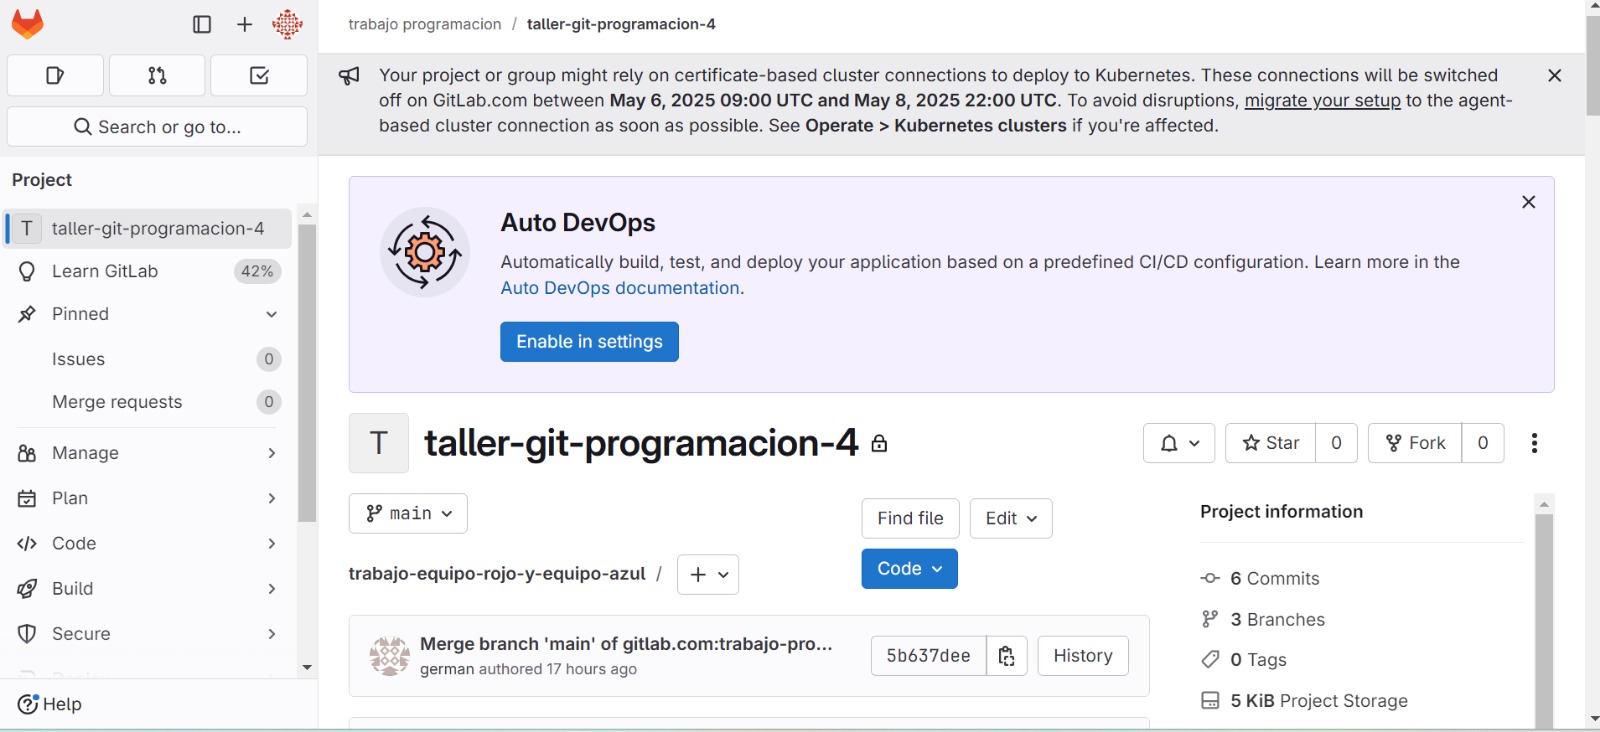 trabajo programacion / taller-git-programacion-4
Your project or group might rely on certificate-based cluster connections to deploy to Kubernetes. These connections will be switched
off on GitLab.com between May 6, 2025 09:00 UTC and May 8, 2025 22:00 UTC. To avoid disruptions, migrate your setup to the agent-
based cluster connection as soon as possible. See Operate > Kubernetes clusters if you're affected.
Search or go to...
Project
T taller-git-programacion-4
Learn GitLab 42%
Pinned
Issues 0
Merge requests 0
Manage
Plan
Code
Build
Secure
Help
Auto DevOps
Automatically build, test, and deploy your application based on a predefined CI/CD configuration. Learn more in the
Auto DevOps documentation.
Enable in settings
T taller-git-programacion-4
Star 0
Fork 0
main
Find file
Edit
Code
trabajo-equipo-rojo-y-equipo-azul / +
Merge branch 'main' of gitlab.com:trabajo-pro...
german authored 17 hours ago
5b637dee
History
Project information
6 Commits
3 Branches
0 Tags
5 KiB Project Storage